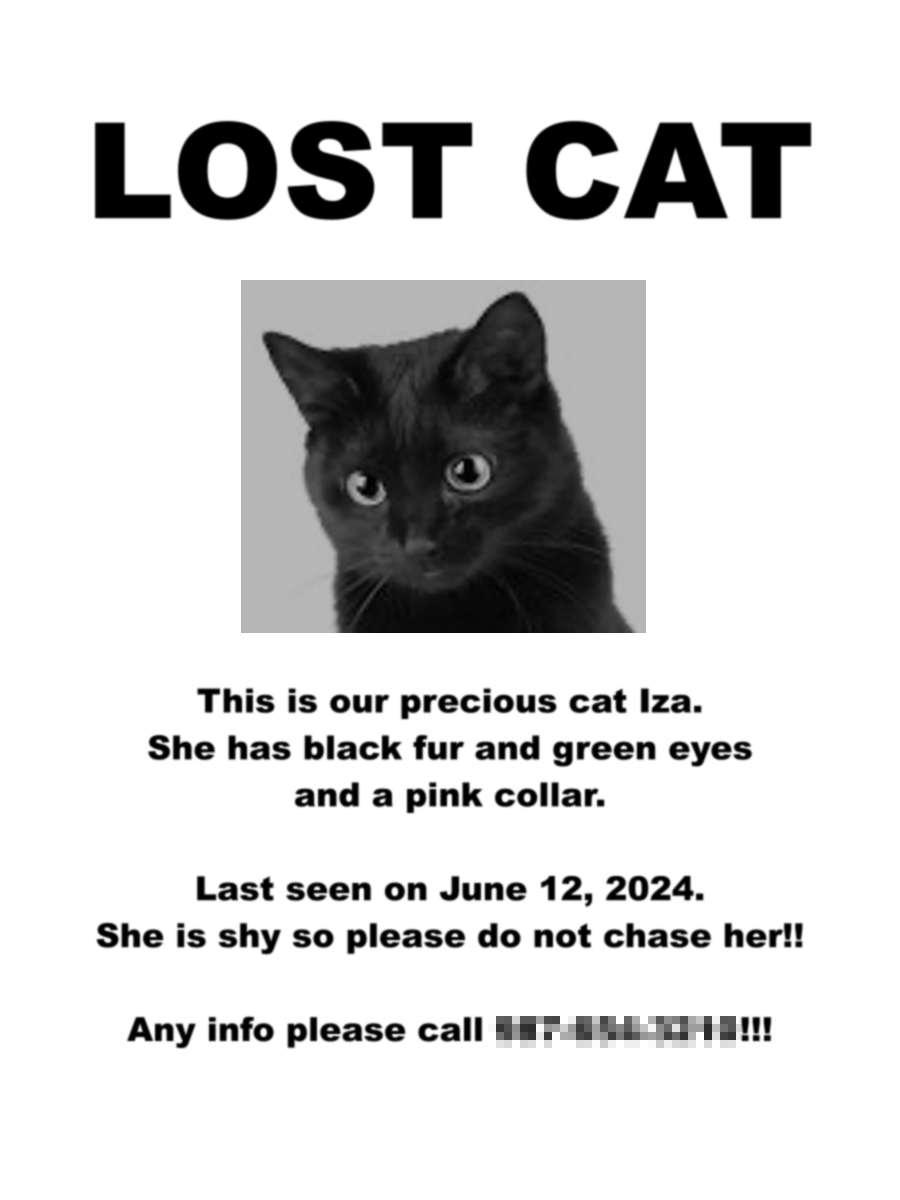 LOST CAT
This is our precious cat Iza.
She has black fur and green eyes
and a pink collar.
Last seen on June 12, 2024.
She is shy so please do not chase her!!
Any info please call !!!